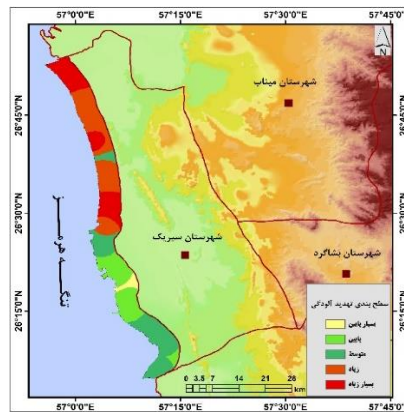 57°0'0"E 57°15'0"E 57°30'0"E 57°45'0"E
N
شهرستان میناب
26°45'0"N
26°45'0"N
تنگه هرمز
26°30'0"N
26°30'0"N
شهرستان سیریک
شهرستان بشاگرد
26°15'0"N
26°15'0"N
سطح بندی تهدید آلودگی
بسیار پایین
پایین
متوسط
زیاد
بسیار زیاد
0 3.5 7 14 21 28
km
57°0'0"E 57°15'0"E 57°30'0"E 57°45'0"E